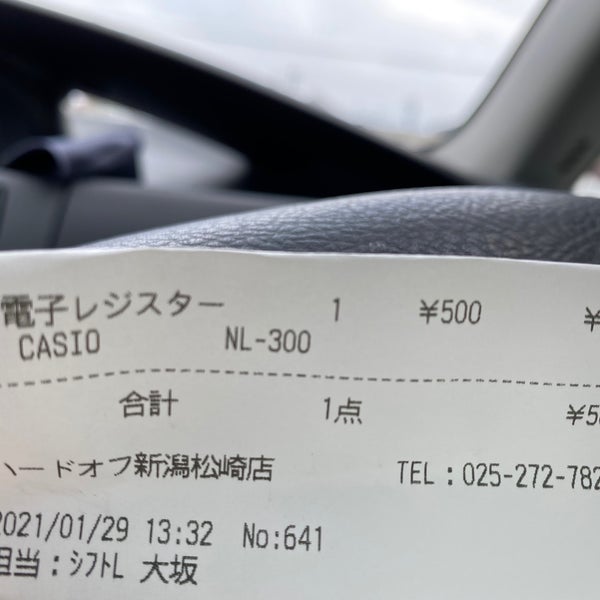 電子レジスター 1 ¥500 ¥
CASIO NL-300
合計 1点 ¥5
ハードオフ新潟松崎店 TEL:025-272-782
2021/01/29 13:32 No:641
担当:ｼﾌﾄL 大坂